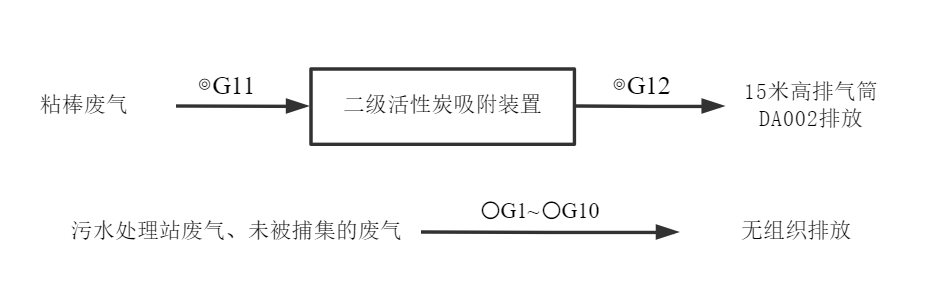 粘棒废气
◎G11
二级活性炭吸附装置
◎G12
15米高排气筒
DA002排放
污水处理站废气、未被捕集的废气
○G1~○G10
无组织排放